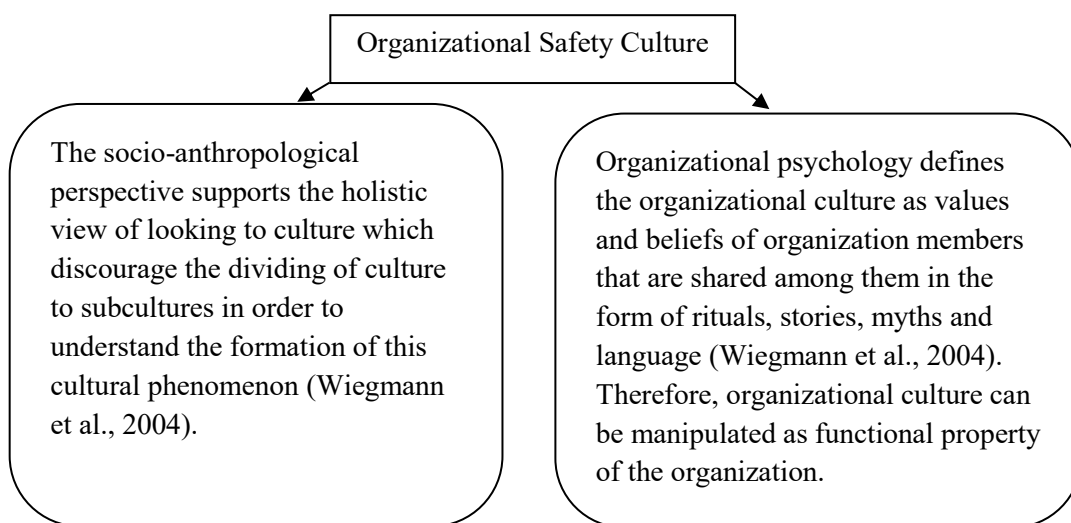 Organizational Safety Culture
The socio-anthropological
perspective supports the holistic
view of looking to culture which
discourage the dividing of culture
to subcultures in order to
understand the formation of this
cultural phenomenon (Wiegmann
et al., 2004).
Organizational psychology defines
the organizational culture as values
and beliefs of organization members
that are shared among them in the
form of rituals, stories, myths and
language (Wiegmann et al., 2004).
Therefore, organizational culture can
be manipulated as functional property
of the organization.